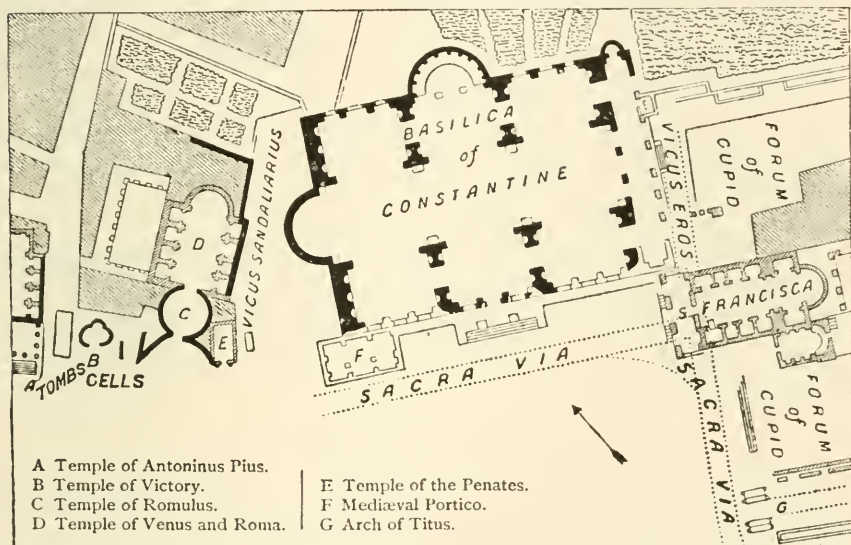 BASILICA
of
CONSTANTINE
VICUS SANDALIARIUS
VICUS EROS
FORUM
of
CUPID
S. FRANCISCA
D
C
E
F
A
TOMBS
B
CELLS
SACRA VIA
SACRA VIA
FORUM
of
CUPID
G
A Temple of Antoninus Pius.
B Temple of Victory.
C Temple of Romulus.
D Temple of Venus and Roma.
E Temple of the Penates.
F Mediæval Portico.
G Arch of Titus.